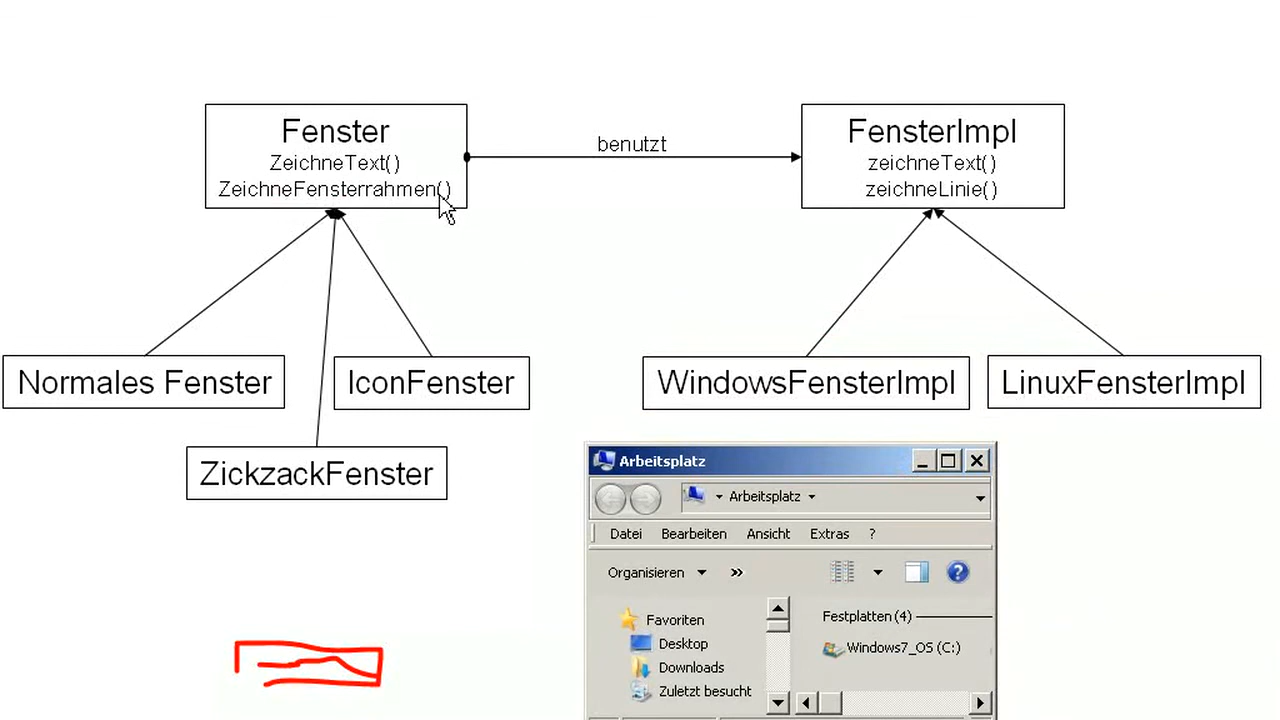 Fenster
ZeichneText()
ZeichneFensterrahmen()
benutzt
FensterImpl
zeichneText()
zeichneLinie()
Normales Fenster
IconFenster
ZickzackFenster
WindowsFensterImpl
LinuxFensterImpl
Arbeitsplatz
Arbeitsplatz
Datei Bearbeiten Ansicht Extras ?
Organisieren »
Favoriten
Desktop
Downloads
Zuletzt besucht
Festplatten (4)
Windows7_OS (C:)